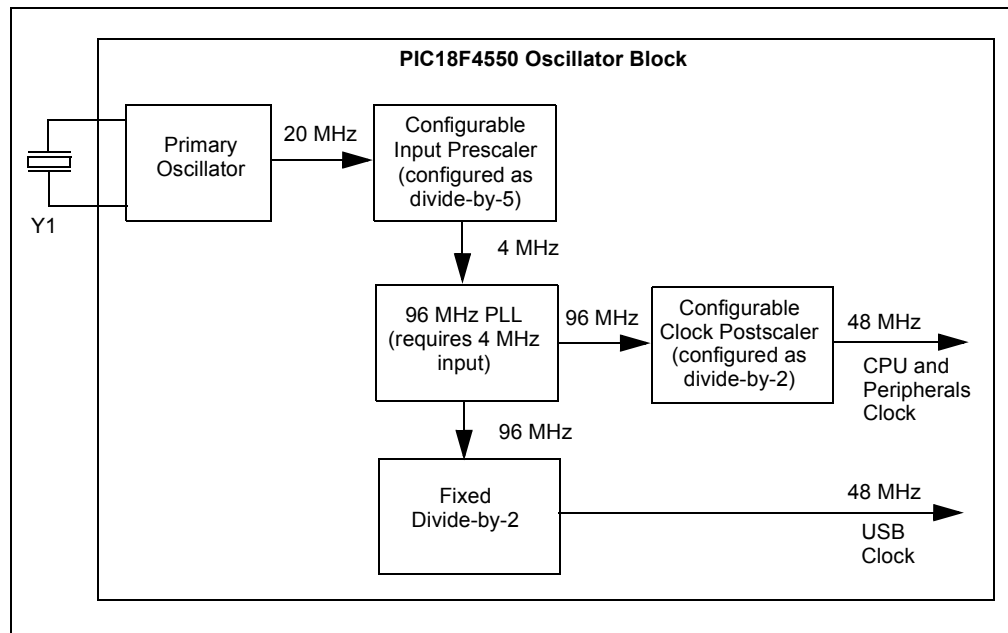 PIC18F4550 Oscillator Block
Y1
Primary
Oscillator
20 MHz
Configurable
Input Prescaler
(configured as
divide-by-5)
4 MHz
96 MHz PLL
(requires 4 MHz
input)
96 MHz
Configurable
Clock Postscaler
(configured as
divide-by-2)
48 MHz
CPU and
Peripherals
Clock
96 MHz
Fixed
Divide-by-2
48 MHz
USB
Clock